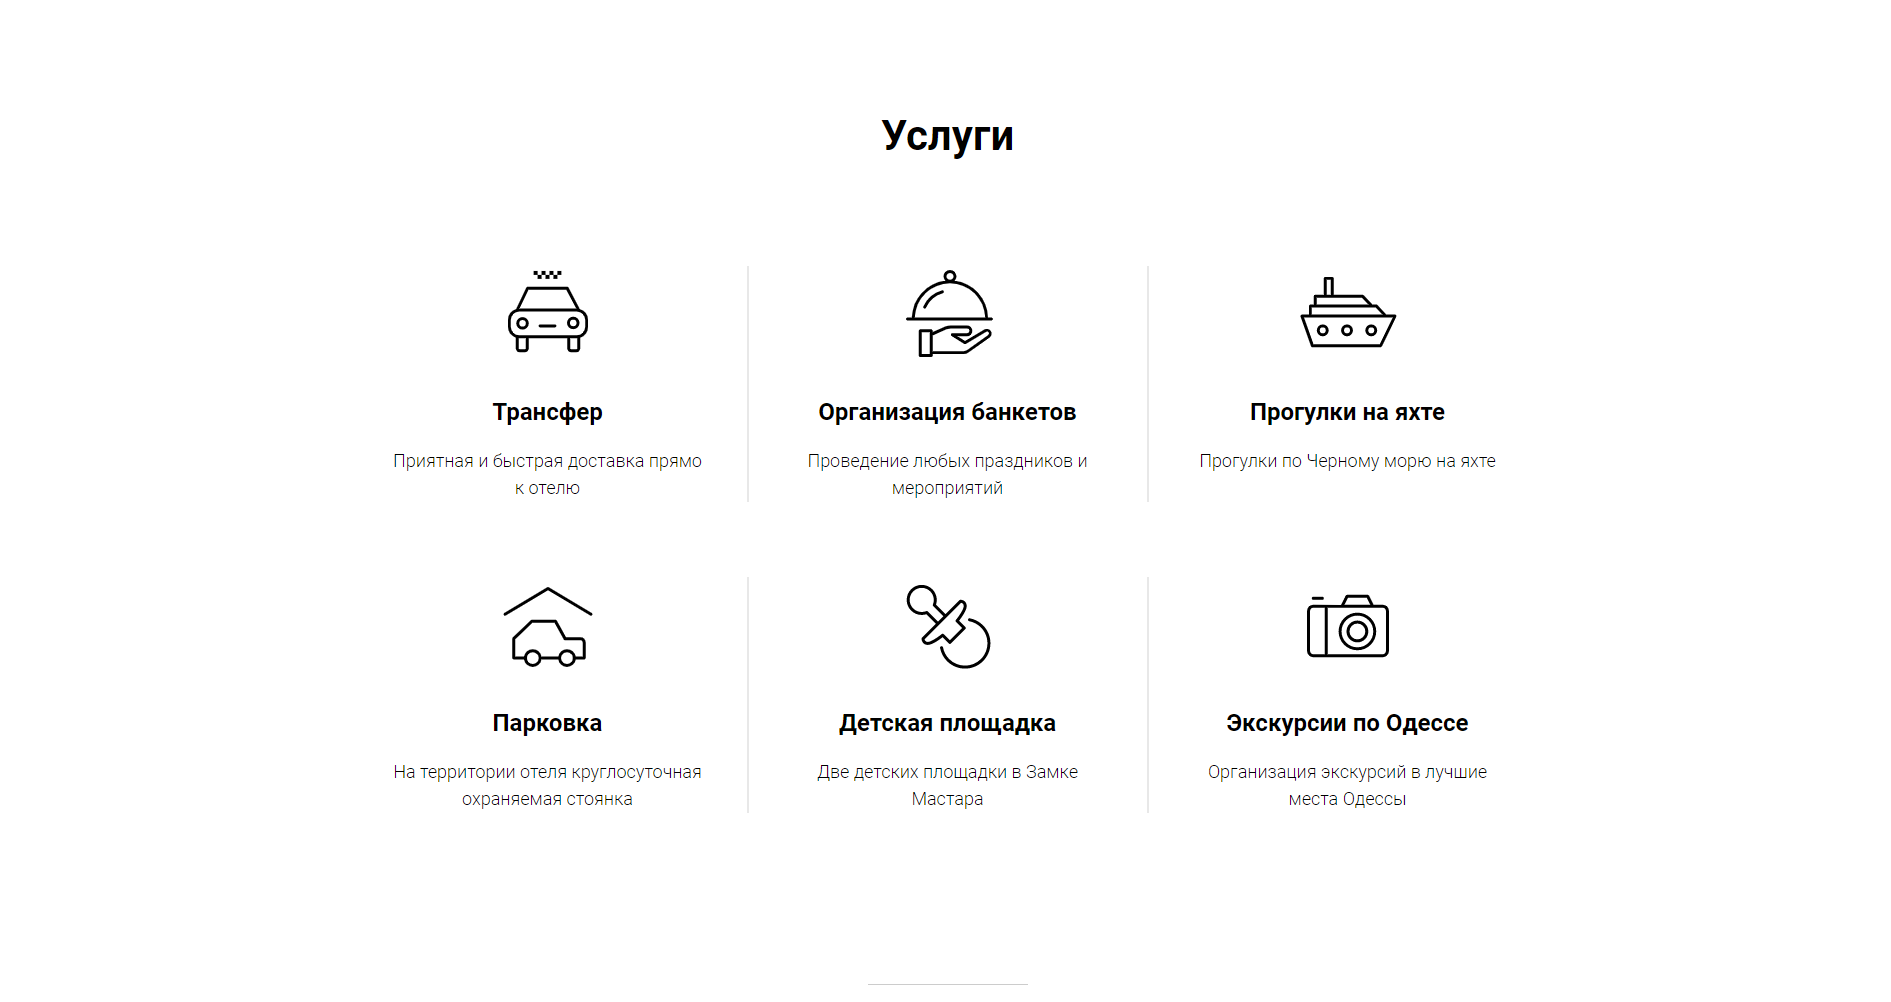 Услуги
Трансфер
Приятная и быстрая доставка прямо
к отелю
Организация банкетов
Проведение любых праздников и
мероприятий
Прогулки на яхте
Прогулки по Черному морю на яхте
Парковка
На территории отеля круглосуточная
охраняемая стоянка
Детская площадка
Две детских площадки в Замке
Мастара
Экскурсии по Одессе
Организация экскурсий в лучшие
места Одессы